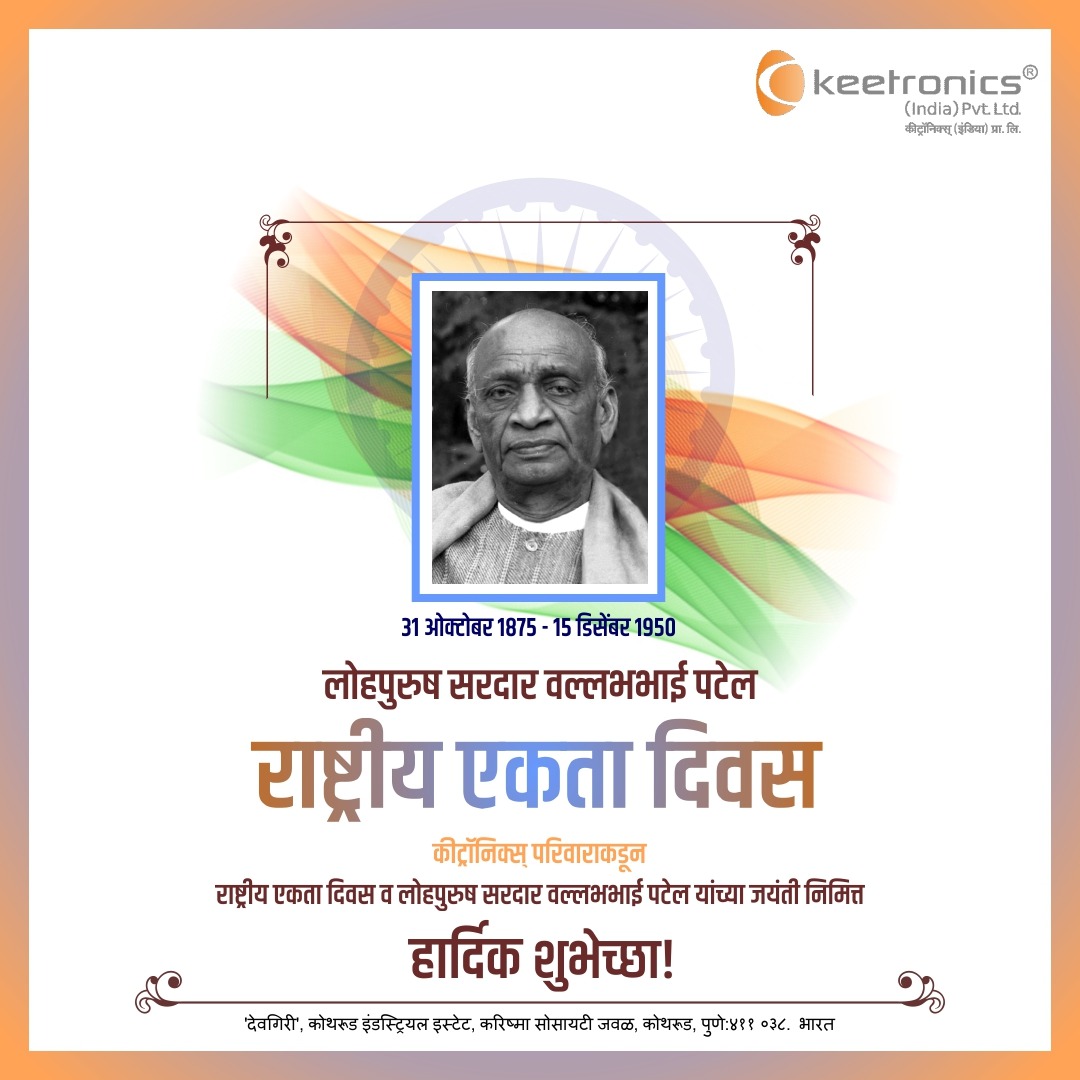 keetronics®
(India) Pvt. Ltd.
कीट्रॉनिक्स् (इंडिया) प्रा. लि.
31 ओक्टोबर 1875 - 15 डिसेंबर 1950
लोहपुरुष सरदार वल्लभभाई पटेल
राष्ट्रीय एकता दिवस
कीट्रॉनिक्स् परिवाराकडून
राष्ट्रीय एकता दिवस व लोहपुरुष सरदार वल्लभभाई पटेल यांच्या जयंती निमित्त
हार्दिक शुभेच्छा!
'देवगिरी', कोथरूड इंडस्ट्रियल इस्टेट, करिष्मा सोसायटी जवळ, कोथरूड, पुणे:४११ ०३८. भारत